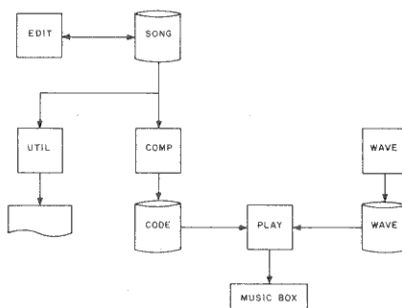 EDIT
SONG
UTIL
COMP
WAVE
CODE
PLAY
WAVE
MUSIC BOX